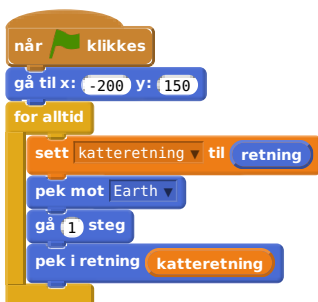 når klikkes
gå til x: -200 y: 150
for alltid
sett katteretning til retning
pek mot Earth
gå 1 steg
pek i retning katteretning